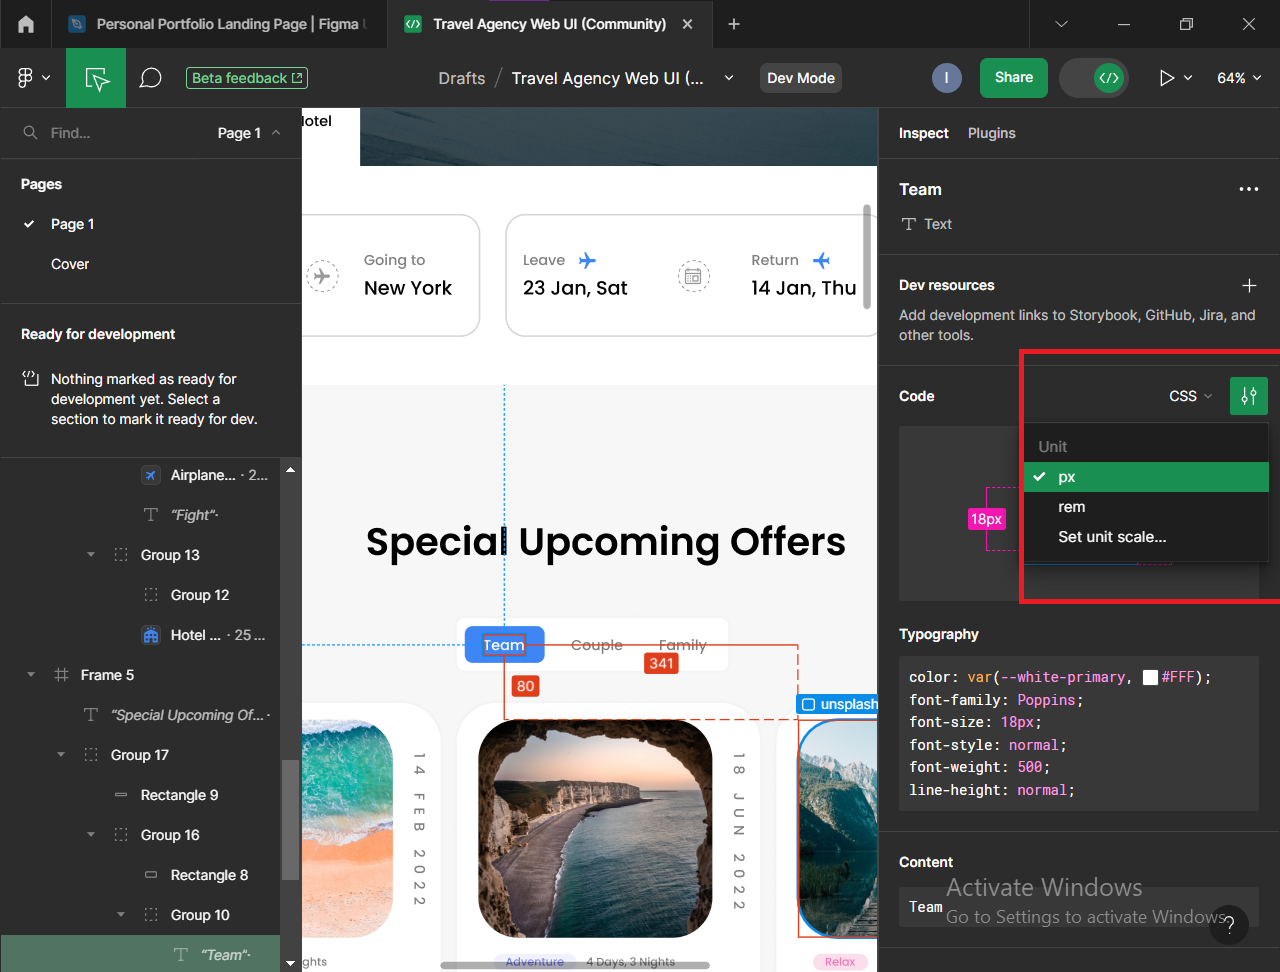 Personal Portfolio Landing Page | Figma
Travel Agency Web UI (Community)
Beta feedback
Drafts / Travel Agency Web UI (...
Dev Mode
I
Share
64%
Find...
Page 1
Pages
Page 1
Cover
Ready for development
Nothing marked as ready for
development yet. Select a
section to mark it ready for dev.
Airplane... · 2...
"Fight"·
Group 13
Group 12
Hotel ... · 25 ...
Frame 5
"Special Upcoming Of... ·
Group 17
Rectangle 9
Group 16
Rectangle 8
Group 10
"Team"·
Hotel
Going to
New York
Leave
23 Jan, Sat
Return
14 Jan, Thu
Special Upcoming Offers
Team
Couple
Family
341
80
unsplash
14 FEB 2022
18 JUN 2022
ghts
Adventure
4 Days, 3 Nights
Relax
Inspect
Plugins
Team
Text
Dev resources
Add development links to Storybook, GitHub, Jira, and
other tools.
Code
CSS
Unit
px
rem
Set unit scale...
18px
Typography
color: var(--white-primary, #FFF);
font-family: Poppins;
font-size: 18px;
font-style: normal;
font-weight: 500;
line-height: normal;
Content
Team
Activate Windows
Go to Settings to activate Windows.
?